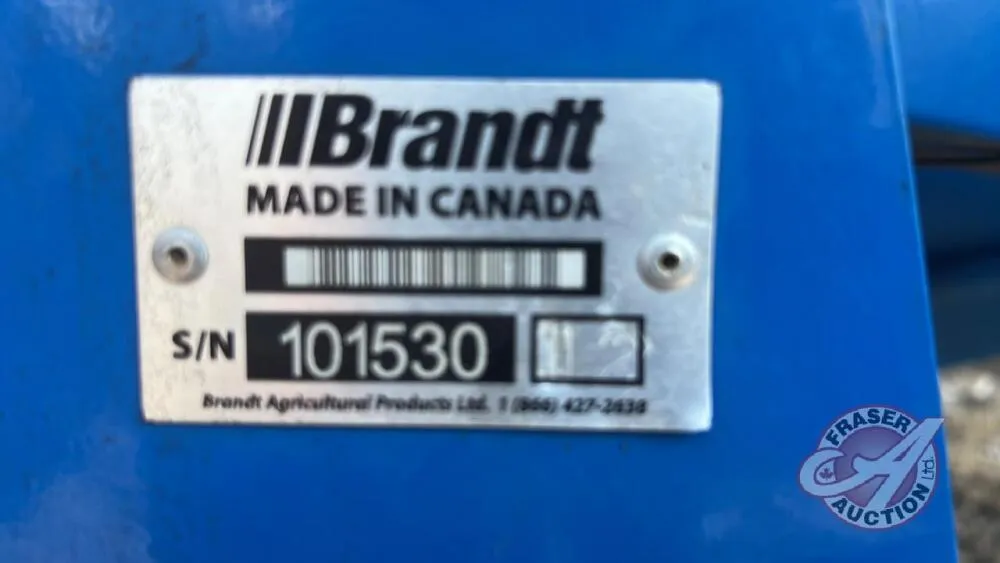 Brandt
MADE IN CANADA
S/N 101530
Brandt Agricultural Products Ltd. 1 (866) 427-2638
FRASER
AUCTION Ltd.